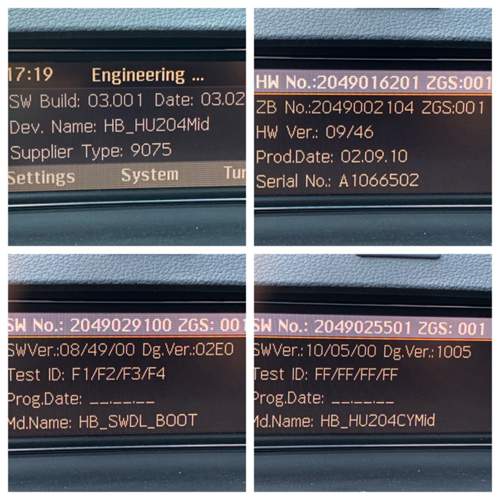 17:19 Engineering ...
SW Build: 03.001 Date: 03.02
Dev. Name: HB_HU204Mid
Supplier Type: 9075
Settings System Tun
HW No.:2049016201 ZGS:001
ZB No.:2049002104 ZGS:001
HW Ver.: 09/46
Prod.Date: 02.09.10
Serial No.: A1066502
SW No.: 2049029100 ZGS: 001
SWVer.:08/49/00 Dg.Ver.:02E0
Test ID: F1/F2/F3/F4
Prog.Date: __.__.__
Md.Name: HB_SWDL_BOOT
SW No.: 2049025501 ZGS: 001
SWVer.:10/05/00 Dg.Ver.:1005
Test ID: FF/FF/FF/FF
Prog.Date: __.__.__
Md.Name: HB_HU204CYMid